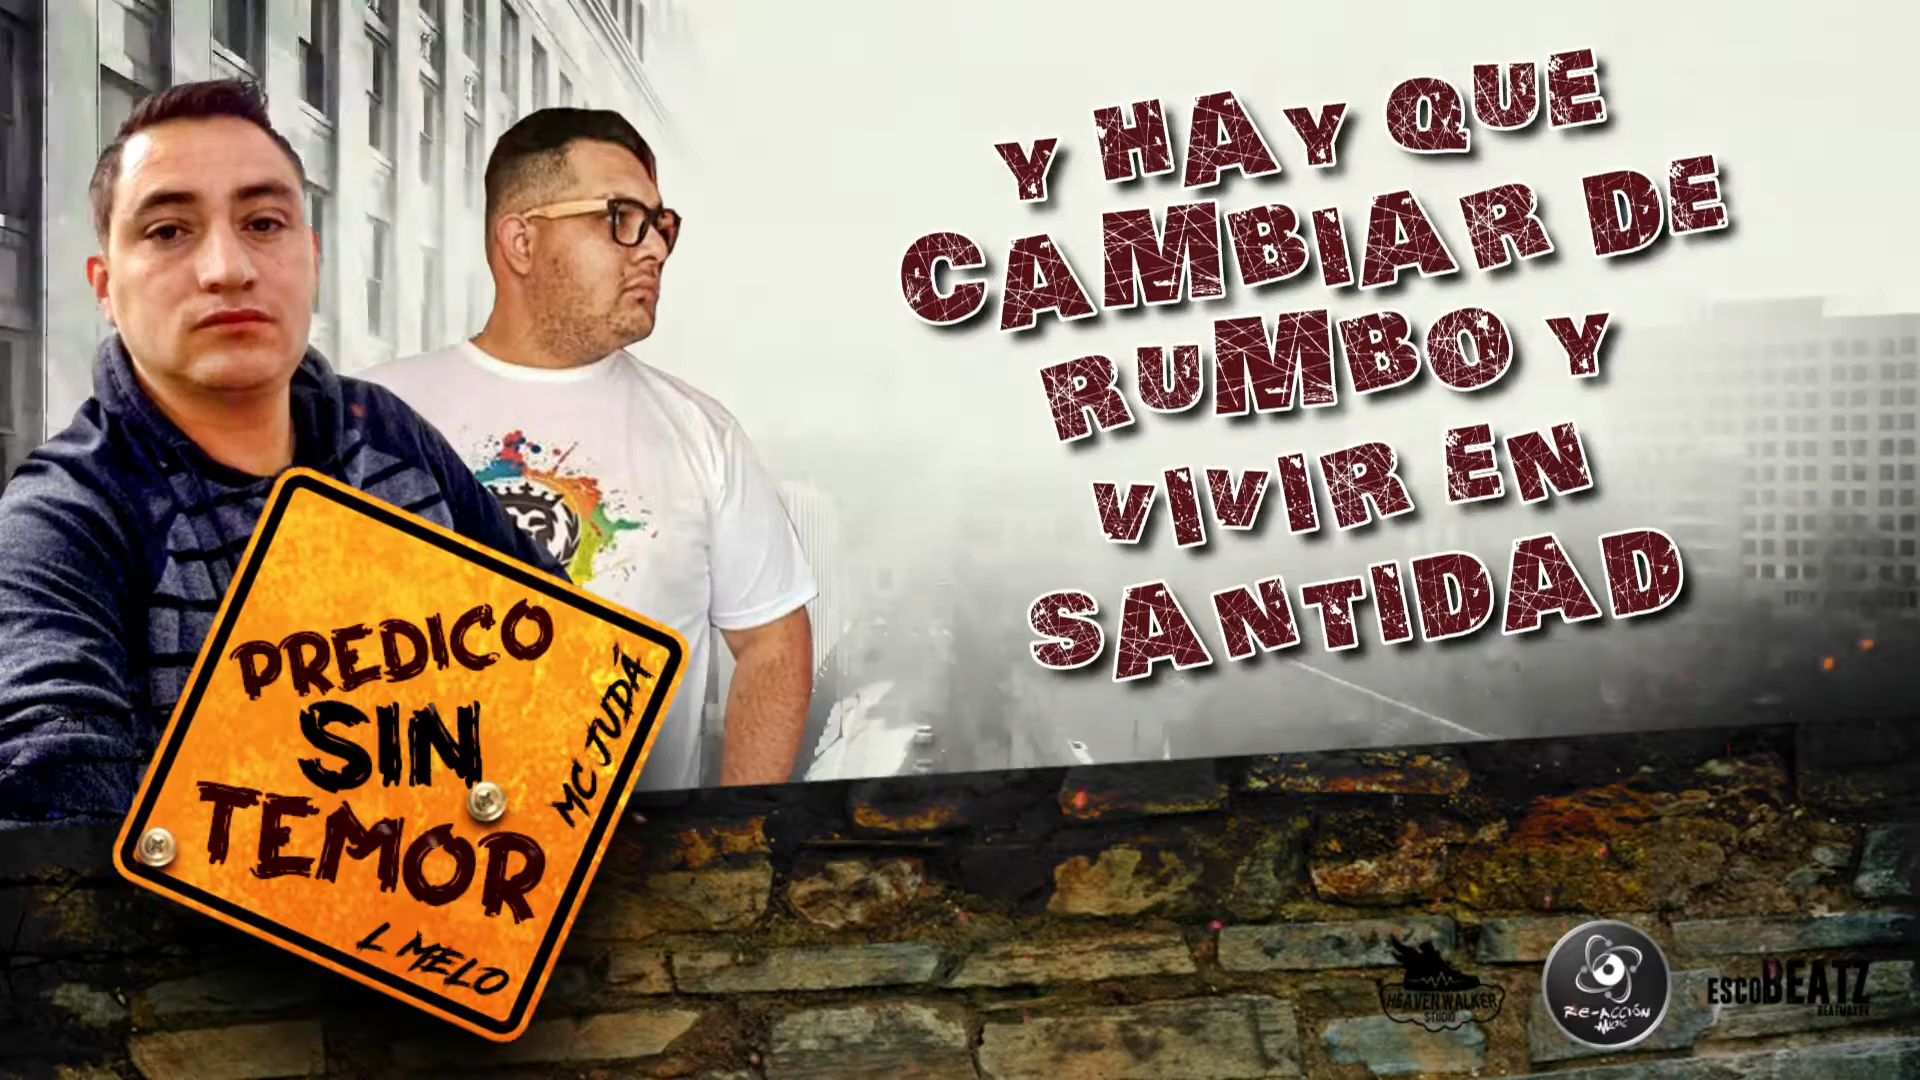 Y HAY QUE
CAMBIAR DE
RUMBO Y
VIVIR EN
SANTIDAD
PREDICO
SIN
TEMOR
MC JUDÁ
L MELO
HEAVEN WALKER
STUDIO
RE-ACCIÓN
MUSIC
ESCOBEATZ
BEATMAKER